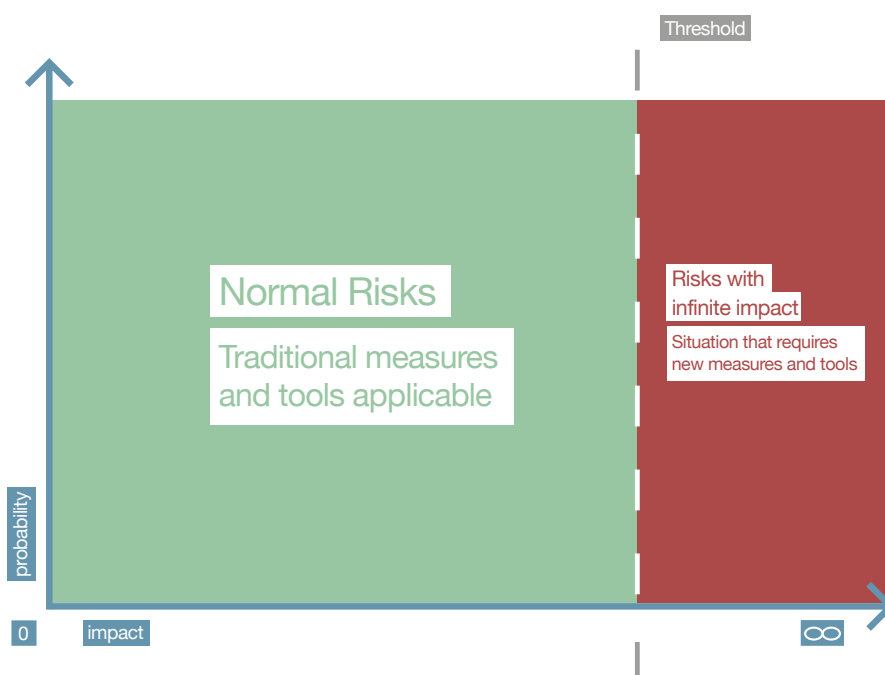 Threshold
Normal Risks
Traditional measures
and tools applicable
Risks with
infinite impact
Situation that requires
new measures and tools
probability
0
impact
∞